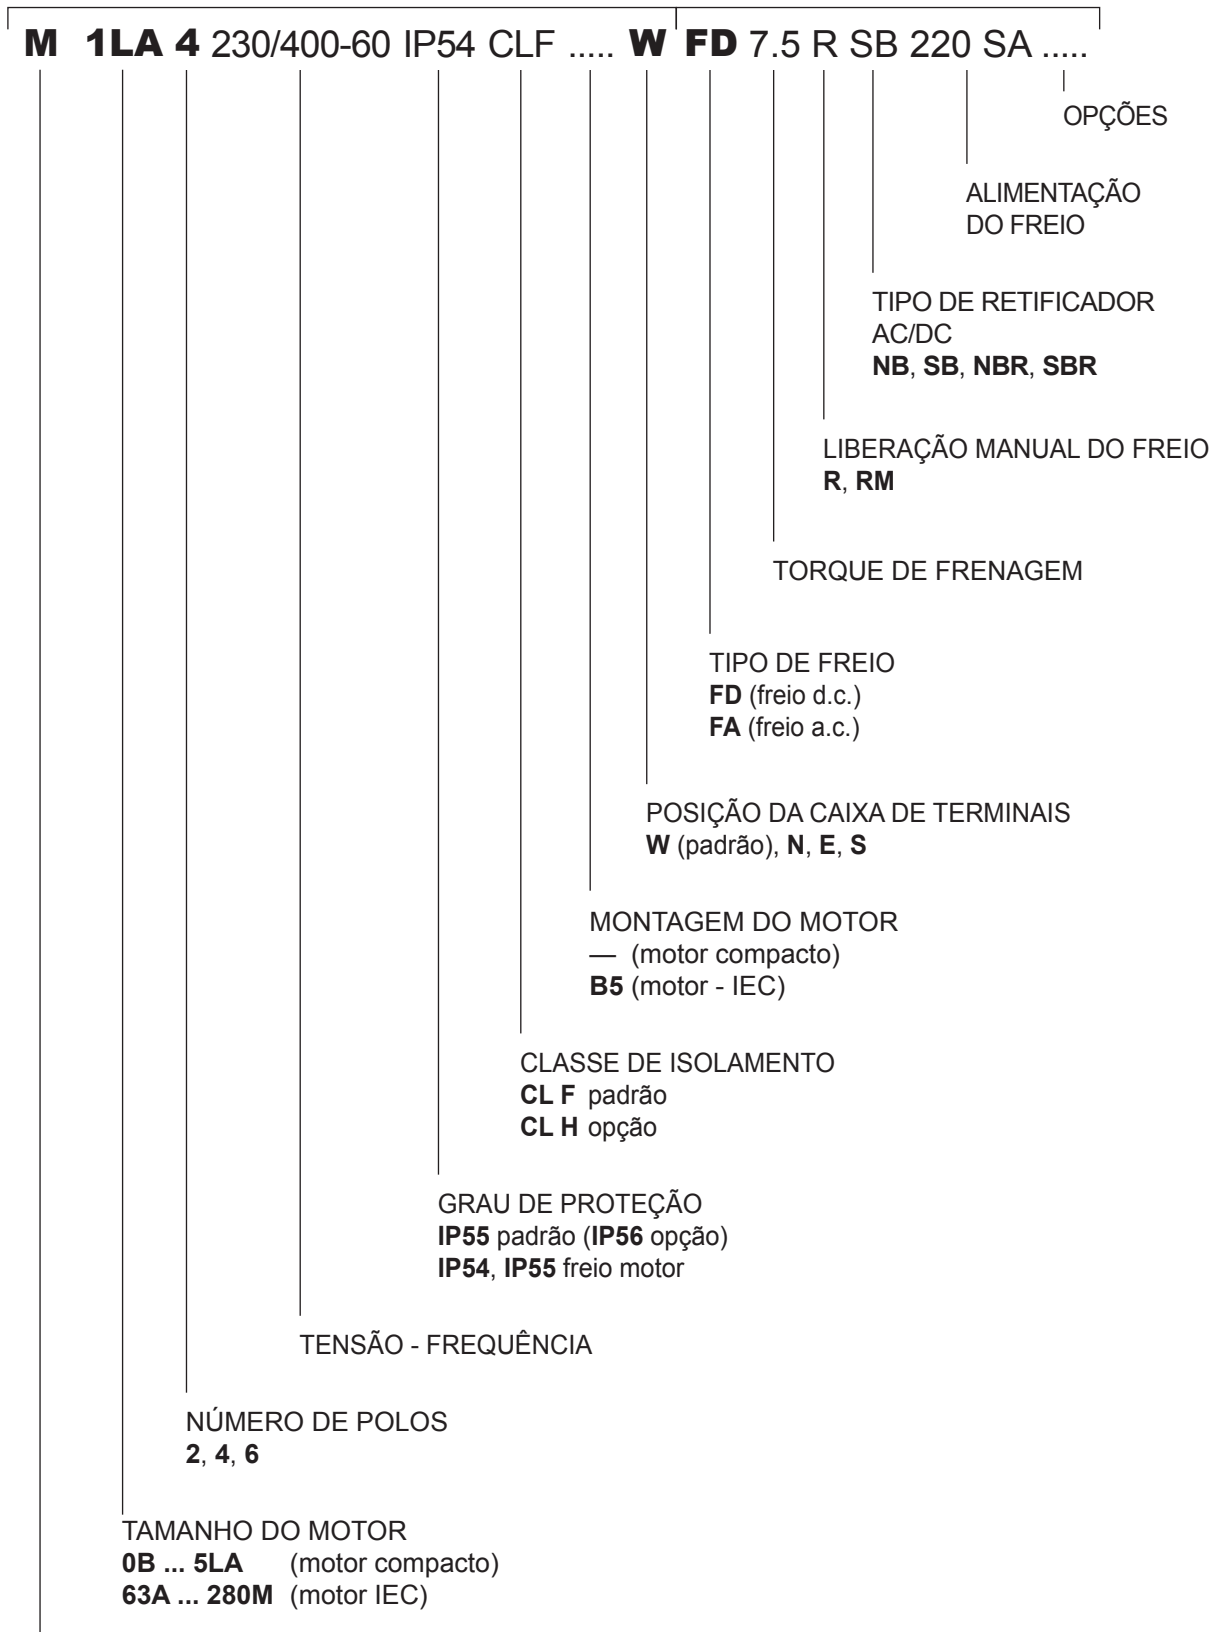 M 1LA 4 230/400-60 IP54 CLF ..... W FD 7.5 R SB 220 SA .....
OPÇÕES
ALIMENTAÇÃO
DO FREIO
TIPO DE RETIFICADOR
AC/DC
NB, SB, NBR, SBR
LIBERAÇÃO MANUAL DO FREIO
R, RM
TORQUE DE FRENAGEM
TIPO DE FREIO
FD (freio d.c.)
FA (freio a.c.)
POSIÇÃO DA CAIXA DE TERMINAIS
W (padrão), N, E, S
MONTAGEM DO MOTOR
— (motor compacto)
B5 (motor - IEC)
CLASSE DE ISOLAMENTO
CL F padrão
CL H opção
GRAU DE PROTEÇÃO
IP55 padrão (IP56 opção)
IP54, IP55 freio motor
TENSÃO - FREQUÊNCIA
NÚMERO DE POLOS
2, 4, 6
TAMANHO DO MOTOR
0B ... 5LA (motor compacto)
63A ... 280M (motor IEC)